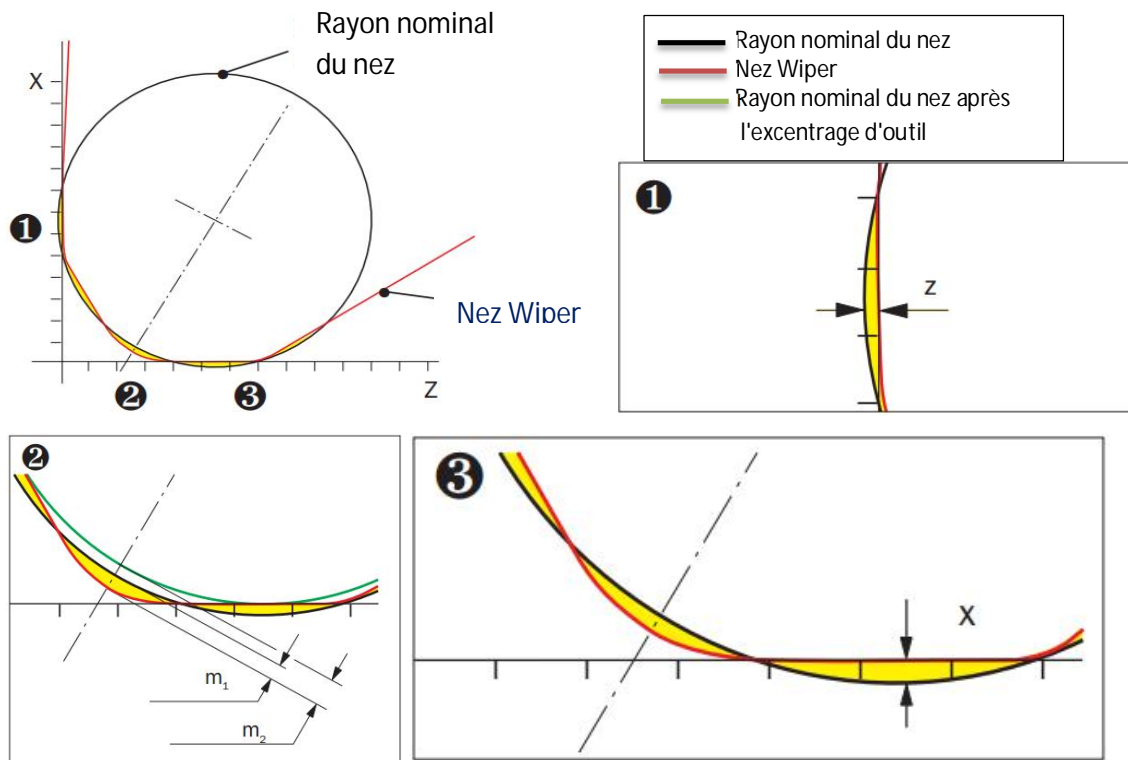 Rayon nominal
du nez
X
❶
❷
❸
Z
Nez Wiper
Rayon nominal du nez
Nez Wiper
Rayon nominal du nez après
l'excentrage d'outil
❶
z
❷
m₁
m₂
❸
X